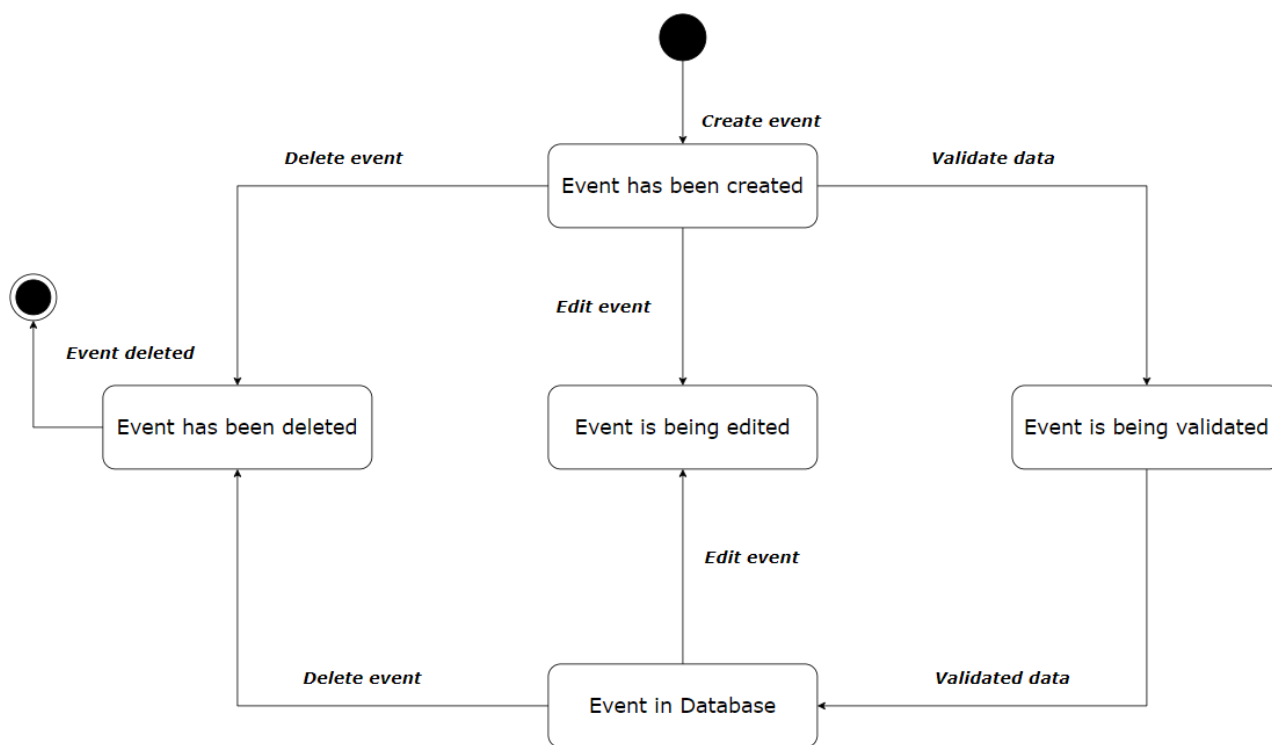 Create event
Delete event
Validate data
Event has been created
Edit event
Event deleted
Event has been deleted
Event is being edited
Event is being validated
Edit event
Delete event
Validated data
Event in Database